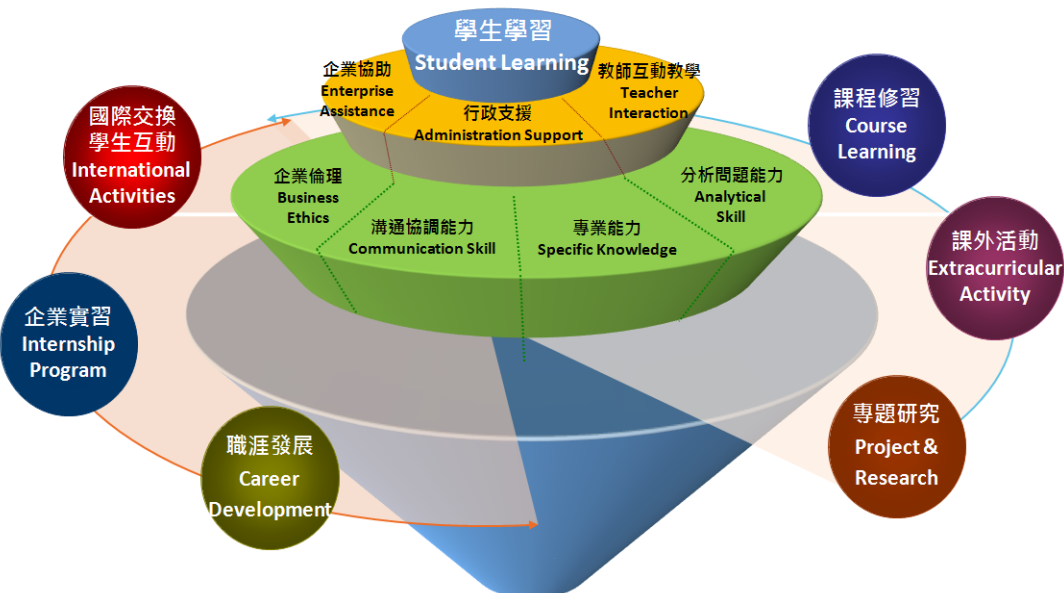 學生學習
Student Learning
企業協助
Enterprise
Assistance
行政支援
Administration Support
教師互動教學
Teacher
Interaction
企業倫理
Business
Ethics
溝通協調能力
Communication Skill
專業能力
Specific Knowledge
分析問題能力
Analytical
Skill
國際交換
學生互動
International
Activities
企業實習
Internship
Program
職涯發展
Career
Development
課程修習
Course
Learning
課外活動
Extracurricular
Activity
專題研究
Project &
Research